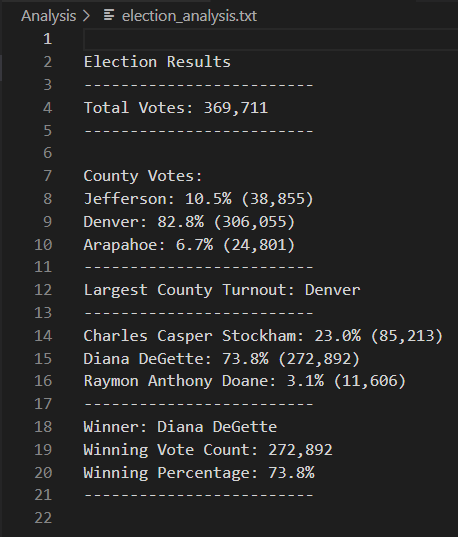 Analysis > election_analysis.txt
1
2 Election Results
3 -------------------------
4 Total Votes: 369,711
5 -------------------------
6
7 County Votes:
8 Jefferson: 10.5% (38,855)
9 Denver: 82.8% (306,055)
10 Arapahoe: 6.7% (24,801)
11 -------------------------
12 Largest County Turnout: Denver
13 -------------------------
14 Charles Casper Stockham: 23.0% (85,213)
15 Diana DeGette: 73.8% (272,892)
16 Raymon Anthony Doane: 3.1% (11,606)
17 -------------------------
18 Winner: Diana DeGette
19 Winning Vote Count: 272,892
20 Winning Percentage: 73.8%
21 -------------------------
22